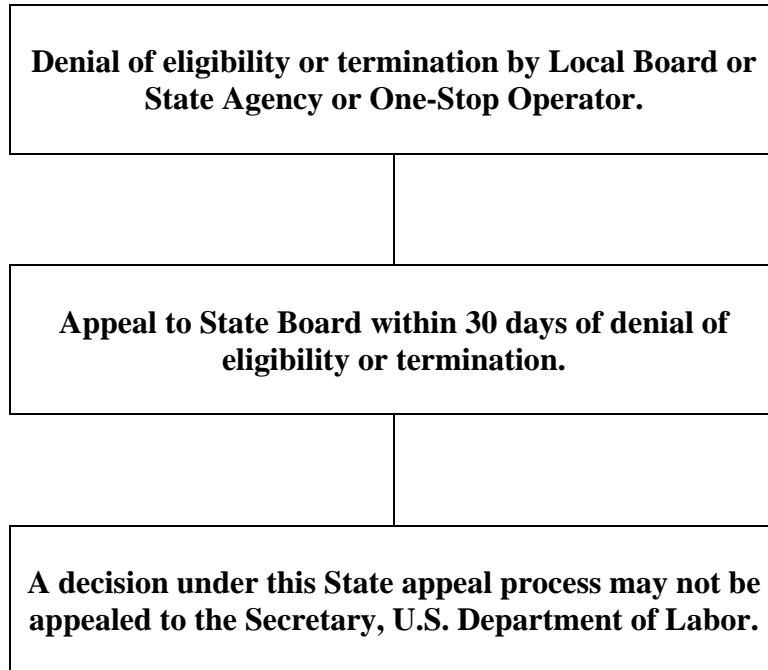 Denial of eligibility or termination by Local Board or
State Agency or One-Stop Operator.
Appeal to State Board within 30 days of denial of
eligibility or termination.
A decision under this State appeal process may not be
appealed to the Secretary, U.S. Department of Labor.